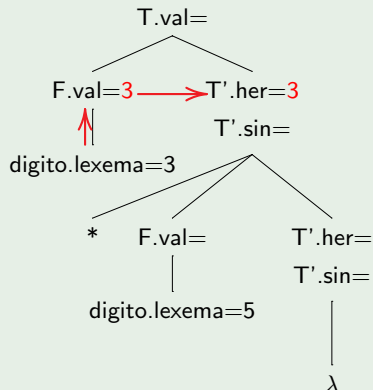 T.val=
F.val=3 T'.her=3
T'.sin=
digito.lexema=3
* F.val= T'.her=
T'.sin=
digito.lexema=5
λ